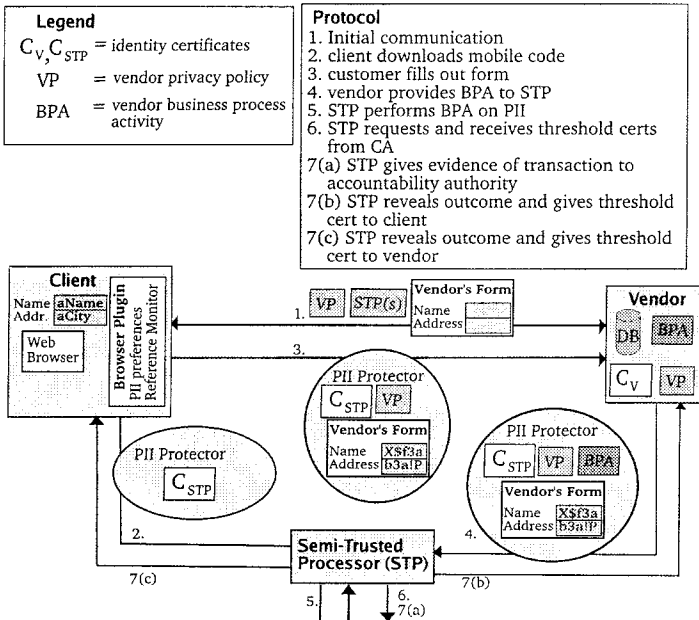 Legend
C_V, C_STP = identity certificates
VP = vendor privacy policy
BPA = vendor business process
activity
Protocol
1. Initial communication
2. client downloads mobile code
3. customer fills out form
4. vendor provides BPA to STP
5. STP performs BPA on PII
6. STP requests and receives threshold certs
from CA
7(a) STP gives evidence of transaction to
accountability authority
7(b) STP reveals outcome and gives threshold
cert to client
7(c) STP reveals outcome and gives threshold
cert to vendor
Client
Name aName
Addr. aCity
Web
Browser
Browser Plugin
PII preferences
Reference Monitor
1.
VP
STP(s)
Vendor's Form
Name
Address
Vendor
DB
BPA
C_V
VP
3.
PII Protector
C_STP
VP
Vendor's Form
Name X$f3a
Address b3a!P
PII Protector
C_STP
VP
BPA
Vendor's Form
Name X$f3a
Address b3a!P
PII Protector
C_STP
2.
4.
Semi-Trusted
Processor (STP)
7(c)
7(b)
5.
6.
7(a)